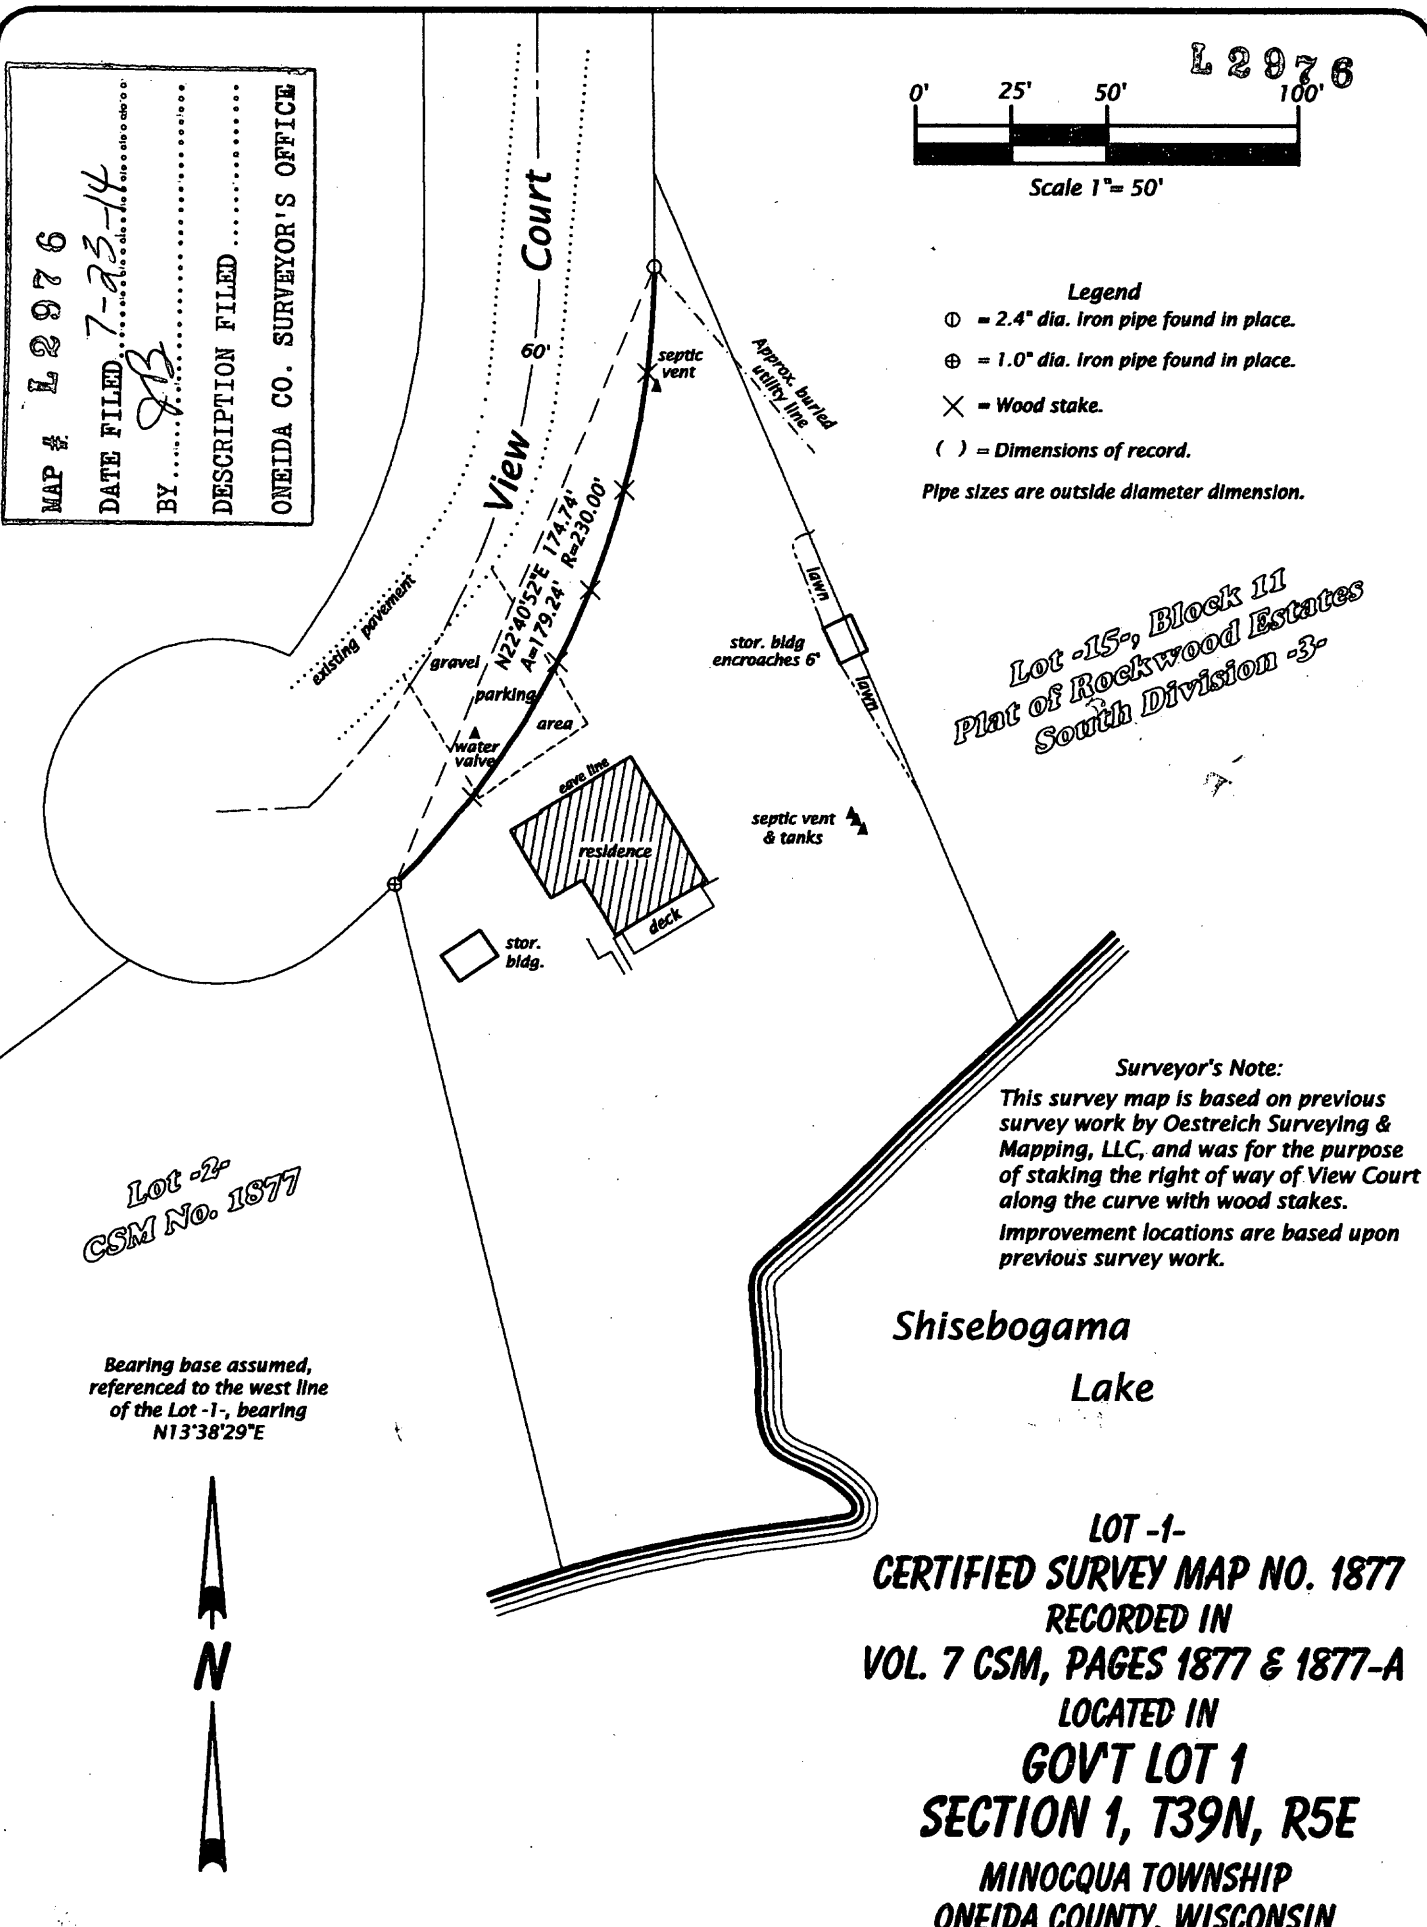 L 2976
MAP # L 2976
DATE FILED 7-23-14
BY JB
DESCRIPTION FILED
ONEIDA CO. SURVEYOR'S OFFICE
0' 25' 50' 100'
Scale 1"= 50'
Legend
= 2.4" dia. iron pipe found in place.
= 1.0" dia. iron pipe found in place.
= Wood stake.
( ) = Dimensions of record.
Pipe sizes are outside diameter dimension.
View Court
60'
septic
vent
Approx. buried
utility line
N22°40'52"E 174.74'
A=179.24' R=230.00'
existing pavement
gravel
parking
area
water
valve
lawn
stor. bldg
encroaches 6'
lawn
Lot -15-, Block 11
Plat of Rockwood Estates
South Division -3-
eave line
residence
deck
septic vent
& tanks
stor.
bldg.
Surveyor's Note:
This survey map is based on previous
survey work by Oestreich Surveying &
Mapping, LLC, and was for the purpose
of staking the right of way of View Court
along the curve with wood stakes.
Improvement locations are based upon
previous survey work.
Lot -2-
CSM No. 1877
Shisebogama
Lake
Bearing base assumed,
referenced to the west line
of the Lot -1-, bearing
N13°38'29"E
N
LOT -1-
CERTIFIED SURVEY MAP NO. 1877
RECORDED IN
VOL. 7 CSM, PAGES 1877 & 1877-A
LOCATED IN
GOV'T LOT 1
SECTION 1, T39N, R5E
MINOCQUA TOWNSHIP
ONEIDA COUNTY, WISCONSIN